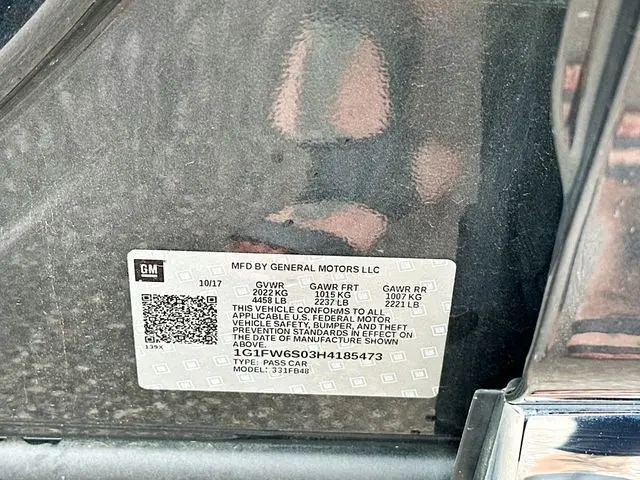 GM
MFD BY GENERAL MOTORS LLC
10/17 GVWR GAWR FRT GAWR RR
2022 KG 1015 KG 1007 KG
4458 LB 2237 LB 2221 LB
THIS VEHICLE CONFORMS TO ALL
APPLICABLE U.S. FEDERAL MOTOR
VEHICLE SAFETY, BUMPER, AND THEFT
PREVENTION STANDARDS IN EFFECT ON
THE DATE OF MANUFACTURE SHOWN
ABOVE.
139X
1G1FW6S03H4185473
TYPE: PASS CAR
MODEL: 331FB48